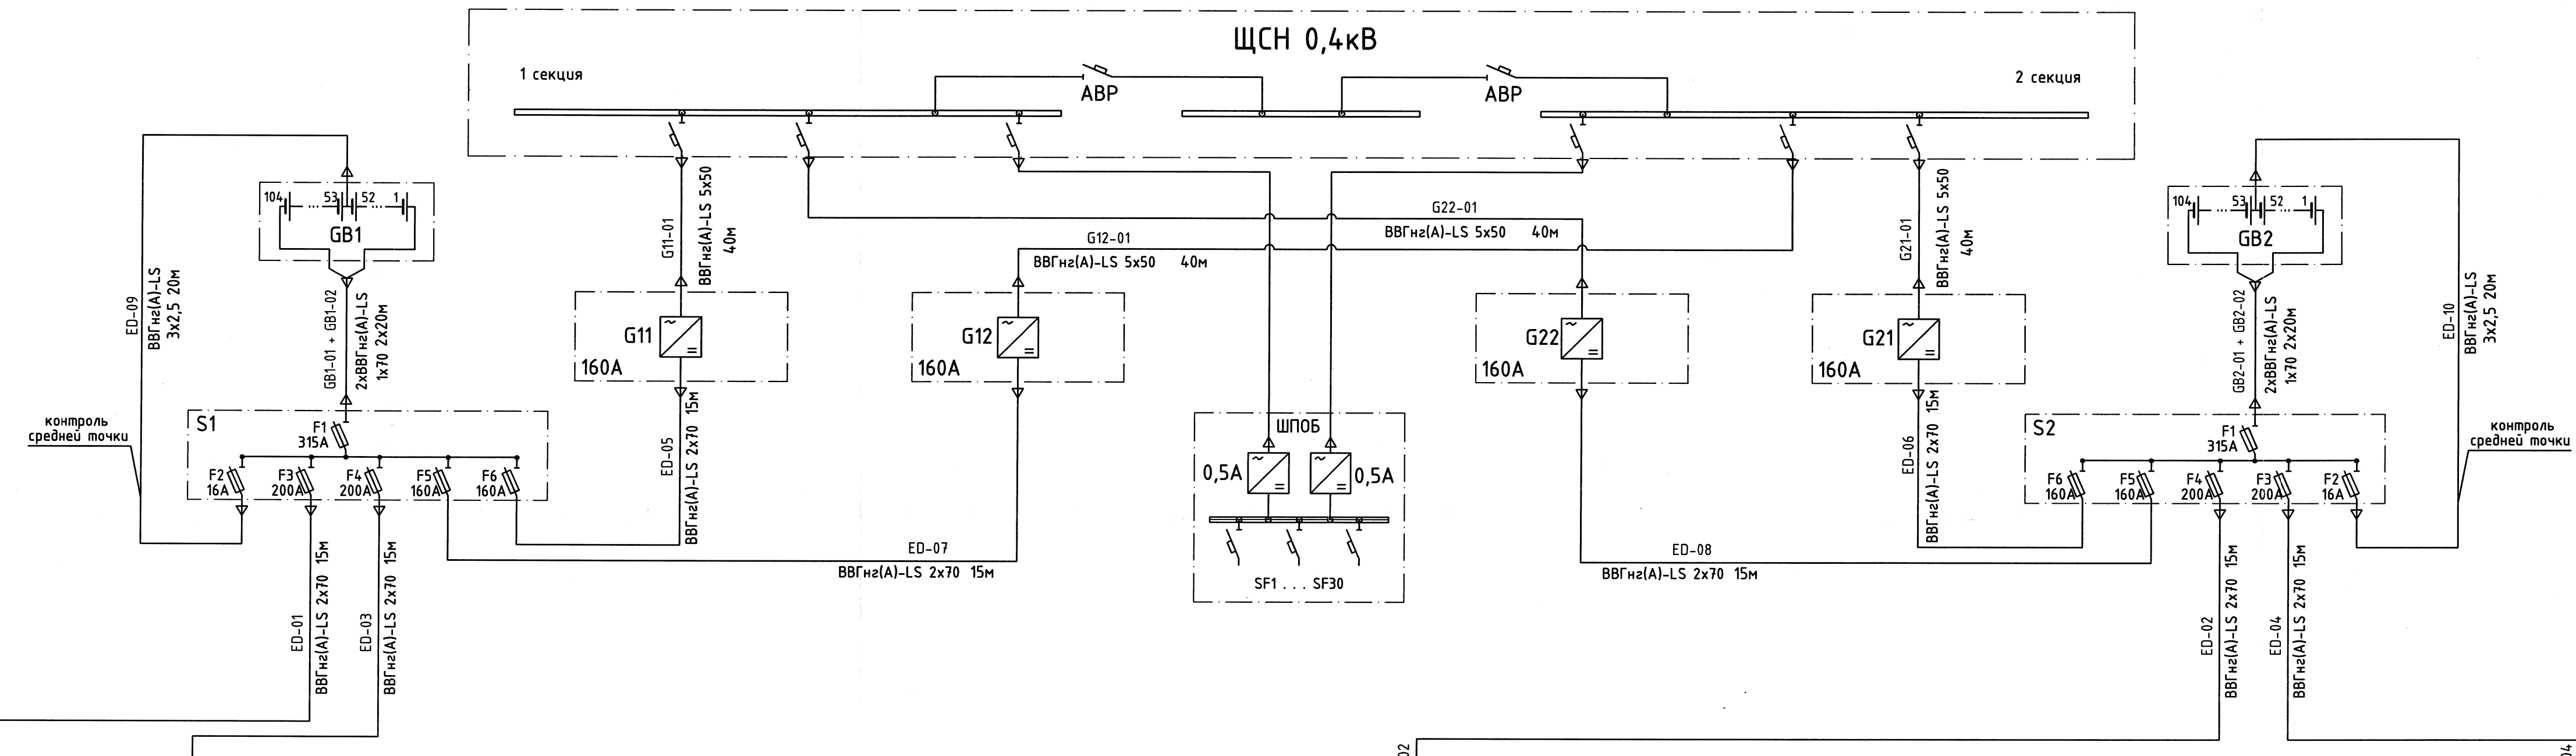 ЩСН 0,4кВ
1 секция
2 секция
АВР
АВР
ED-09
ВВГнг(А)-LS
3х2,5 20м
104
53
52
1
GB1
GB1-01 + GB1-02
2хВВГнг(А)-LS
1х70 2х20м
контроль
средней точки
S1
F1
315А
F2
16А
F3
200А
F4
200А
F5
160А
F6
160А
ED-01
ВВГнг(А)-LS 2х70 15м
ED-03
ВВГнг(А)-LS 2х70 15м
G11-01
ВВГнг(А)-LS 5х50
40м
G11
160А
ED-05
ВВГнг(А)-LS 2х70 15м
G12-01
ВВГнг(А)-LS 5х50 40м
G12
160А
ED-07
ВВГнг(А)-LS 2х70 15м
G22-01
ВВГнг(А)-LS 5х50 40м
ШПОБ
0,5А
0,5А
SF1 . . . SF30
G22
160А
ED-08
ВВГнг(А)-LS 2х70 15м
G21-01
ВВГнг(А)-LS 5х50
40м
G21
160А
ED-06
ВВГнг(А)-LS 2х70 15м
104
53
52
1
GB2
GB2-01 + GB2-02
2хВВГнг(А)-LS
1х70 2х20м
ED-10
ВВГнг(А)-LS
3х2,5 20м
контроль
средней точки
S2
F1
315А
F6
160А
F5
160А
F4
200А
F3
200А
F2
16А
ED-02
ВВГнг(А)-LS 2х70 15м
ED-04
ВВГнг(А)-LS 2х70 15м
02
04